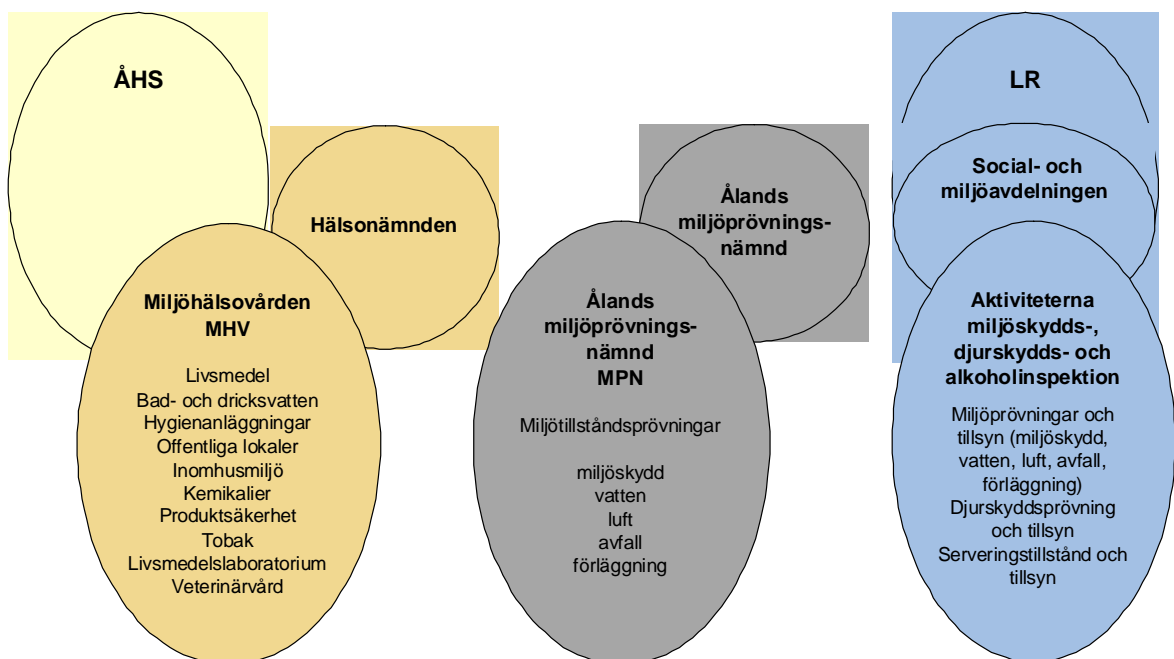 ÅHS
Hälsonämnden
Miljöhälsovården
MHV
Livsmedel
Bad- och dricksvatten
Hygienanläggningar
Offentliga lokaler
Inomhusmiljö
Kemikalier
Produktsäkerhet
Tobak
Livsmedelslaboratorium
Veterinärvård
Ålands
miljöprövnings-
nämnd
Ålands
miljöprövnings-
nämnd
MPN
Miljötillståndsprövningar
miljöskydd
vatten
luft
avfall
förläggning
LR
Social- och
miljöavdelningen
Aktiviteterna
miljöskydds-,
djurskydds- och
alkoholinspektion
Miljöprövningar och
tillsyn (miljöskydd,
vatten, luft, avfall,
förläggning)
Djurskyddsprövning
och tillsyn
Serveringstillstånd och
tillsyn